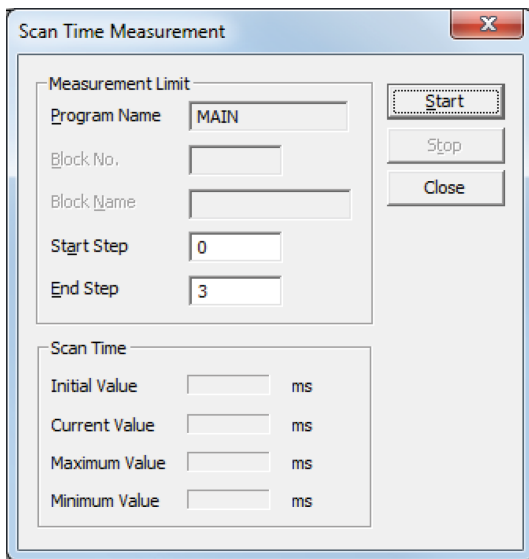 Scan Time Measurement
Measurement Limit
Program Name MAIN
Block No.
Block Name
Start Step 0
End Step 3
Start
Stop
Close
Scan Time
Initial Value ms
Current Value ms
Maximum Value ms
Minimum Value ms